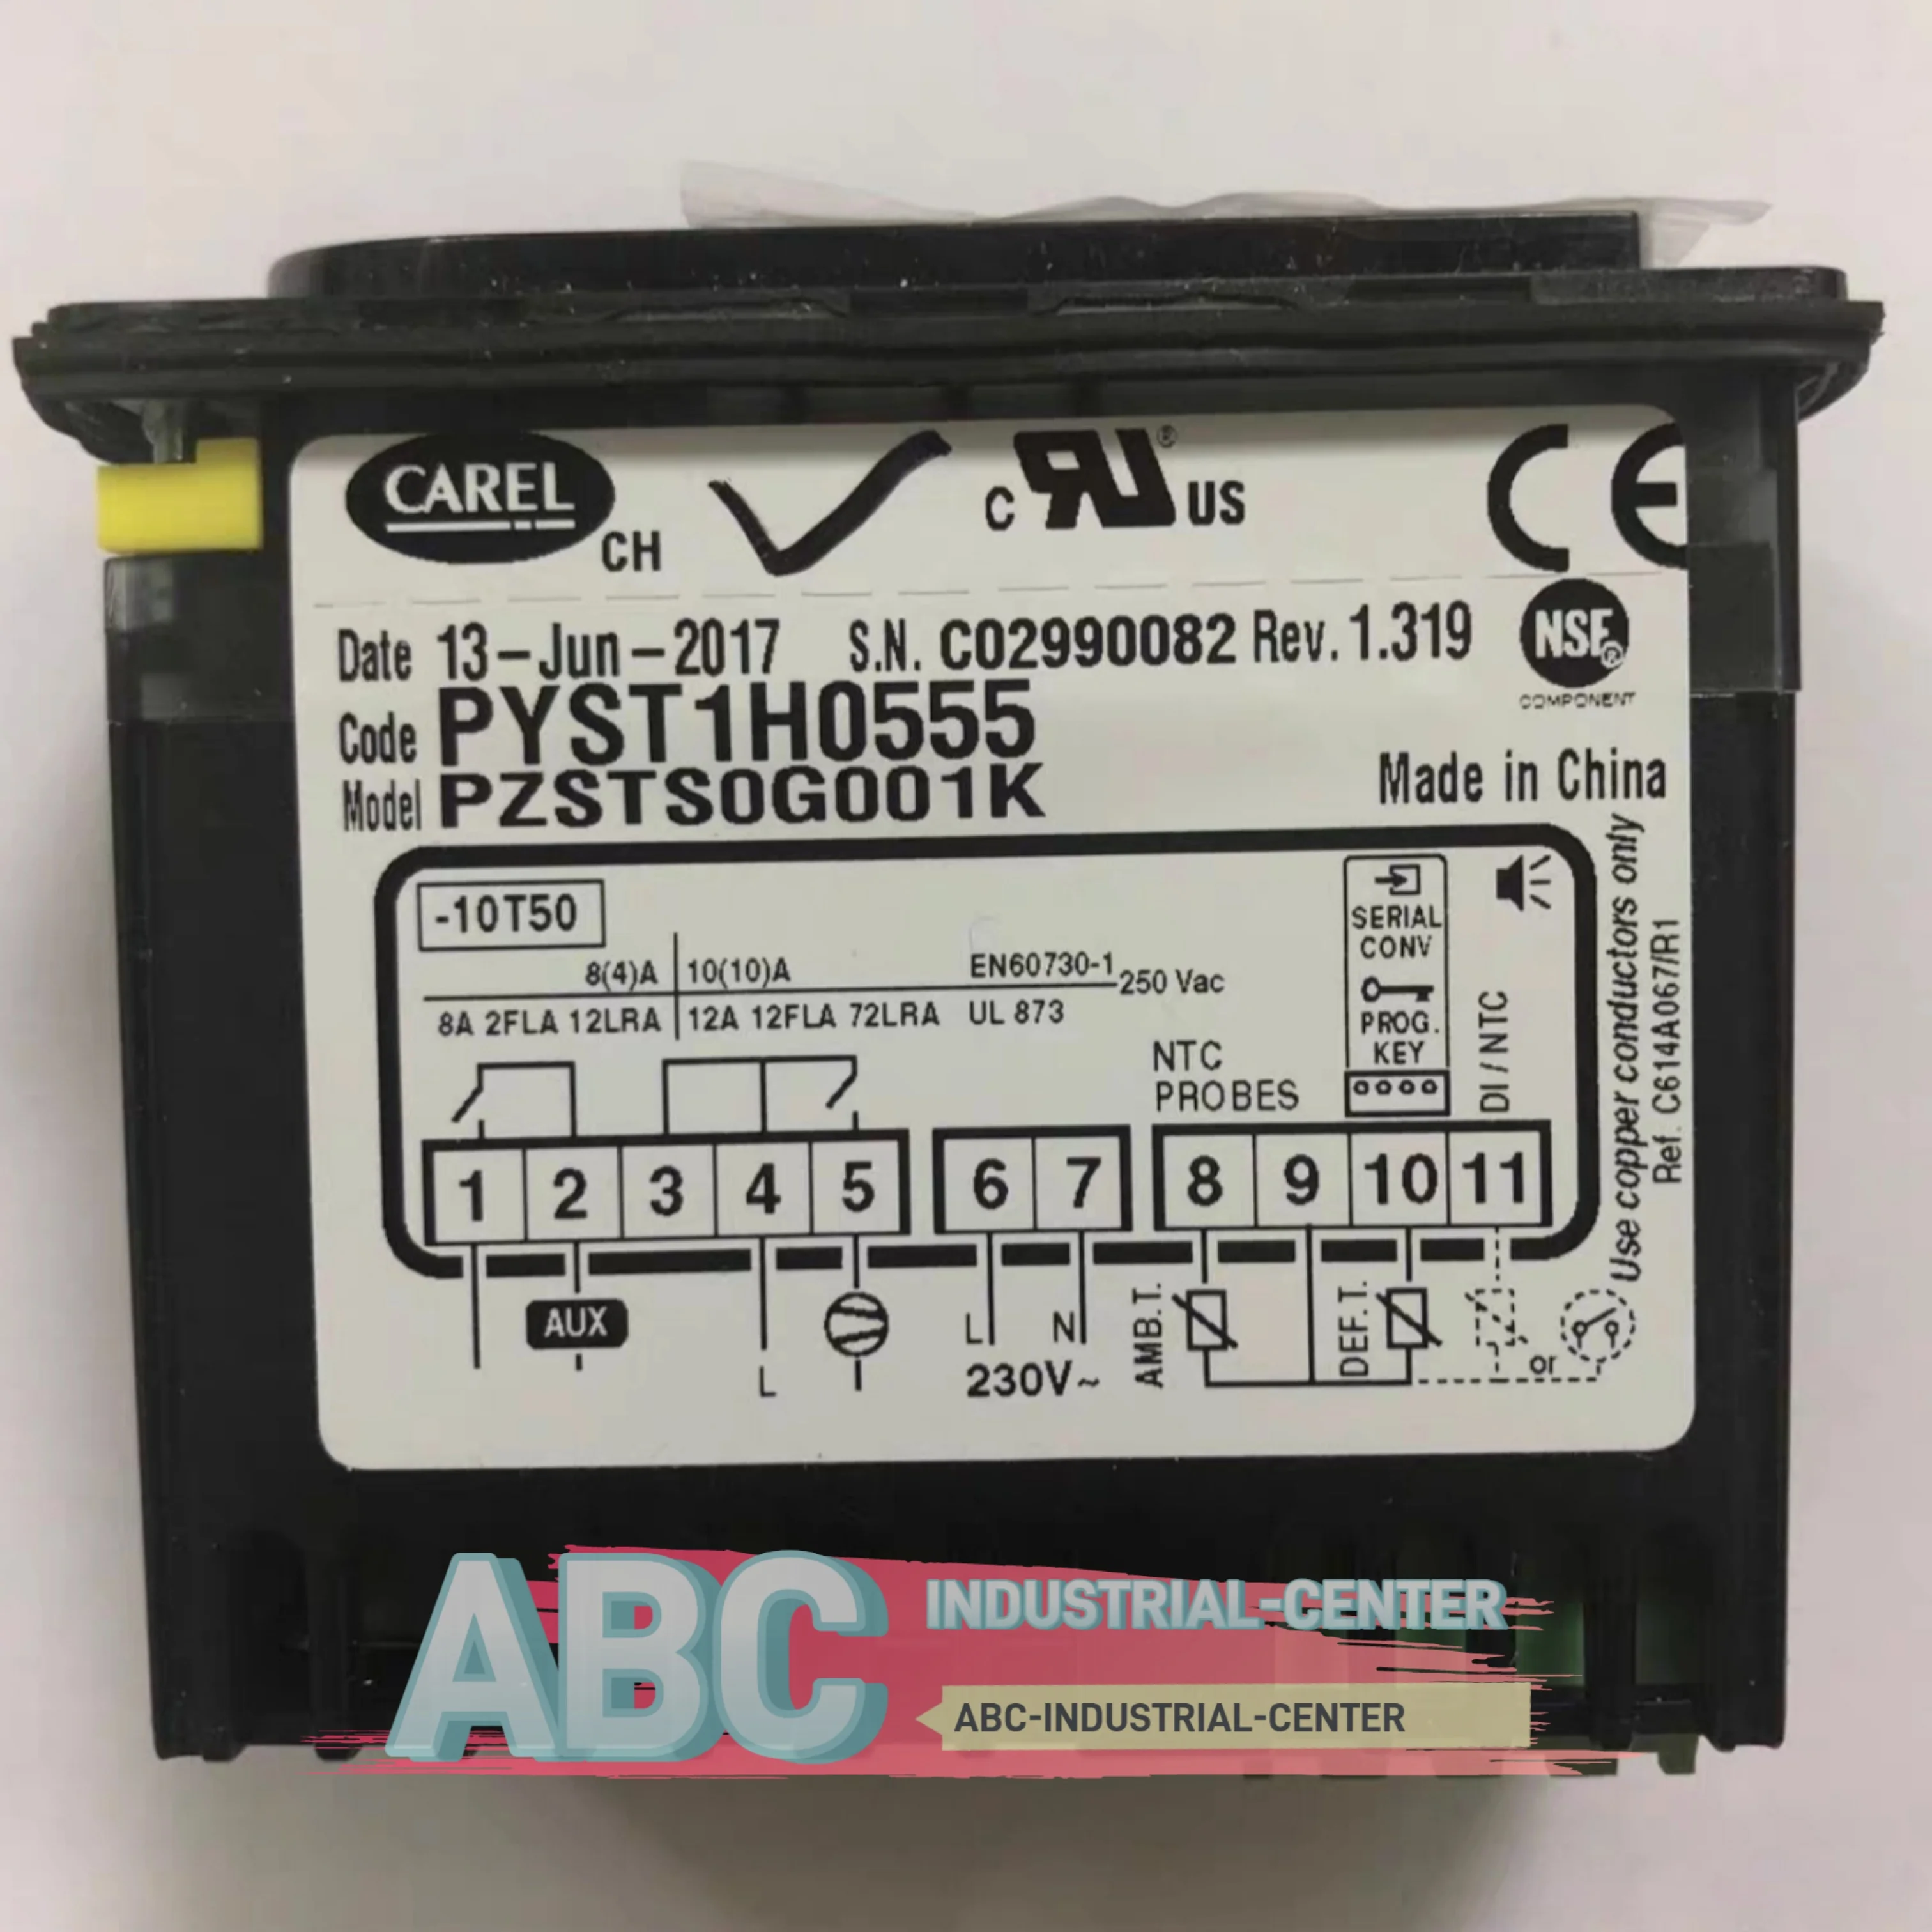 CAREL
CH
c RU ® US
CE
Date 13-Jun-2017 S.N. C02990082 Rev. 1.319
NSF®
COMPONENT
Code PYST1H0555
Model PZSTS0G001K
Made in China
-10T50
8(4)A 10(10)A EN60730-1
8A 2FLA 12LRA 12A 12FLA 72LRA UL 873
250 Vac
SERIAL
CONV
PROG.
KEY
DI / NTC
NTC
PROBES
Use copper conductors only
Ref. C614A067/R1
1 2 3 4 5 6 7 8 9 10 11
AUX
L
L N
230V~
AMB.T.
DEF.T.
or
ABC
INDUSTRIAL-CENTER
ABC-INDUSTRIAL-CENTER